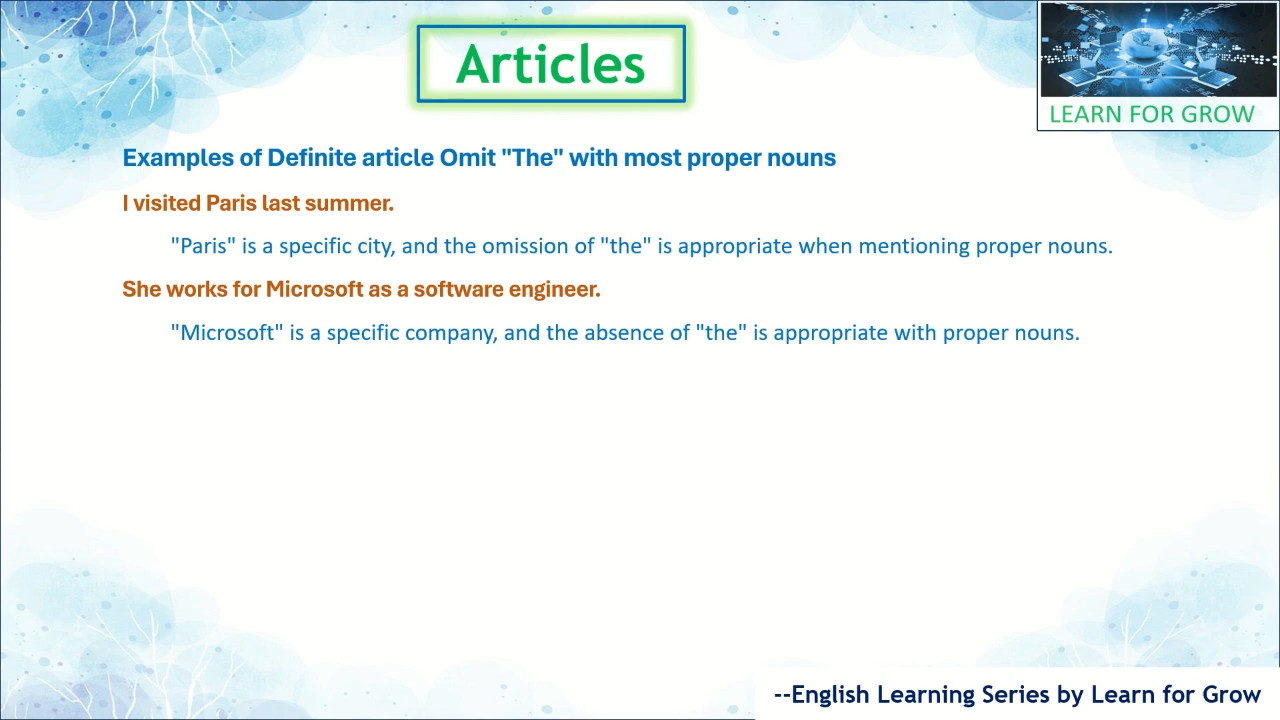 Articles
LEARN FOR GROW
Examples of Definite article Omit "The" with most proper nouns
I visited Paris last summer.
"Paris" is a specific city, and the omission of "the" is appropriate when mentioning proper nouns.
She works for Microsoft as a software engineer.
"Microsoft" is a specific company, and the absence of "the" is appropriate with proper nouns.
--English Learning Series by Learn for Grow